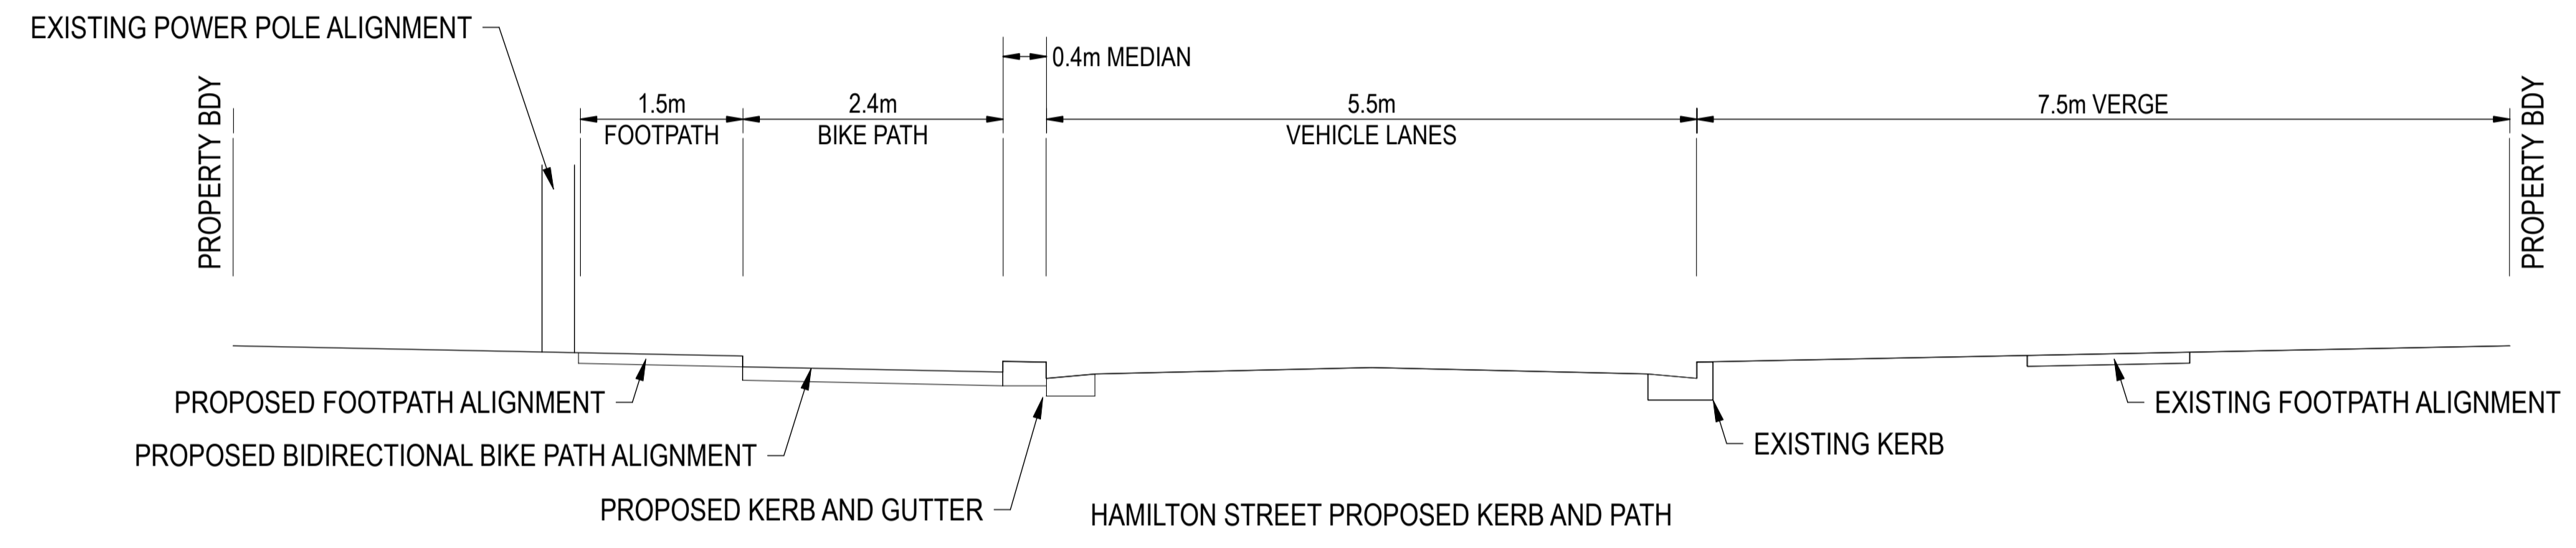 EXISTING POWER POLE ALIGNMENT
0.4m MEDIAN
PROPERTY BDY
1.5m
FOOTPATH
2.4m
BIKE PATH
5.5m
VEHICLE LANES
7.5m VERGE
PROPERTY BDY
PROPOSED FOOTPATH ALIGNMENT
EXISTING FOOTPATH ALIGNMENT
PROPOSED BIDIRECTIONAL BIKE PATH ALIGNMENT
EXISTING KERB
PROPOSED KERB AND GUTTER
HAMILTON STREET PROPOSED KERB AND PATH